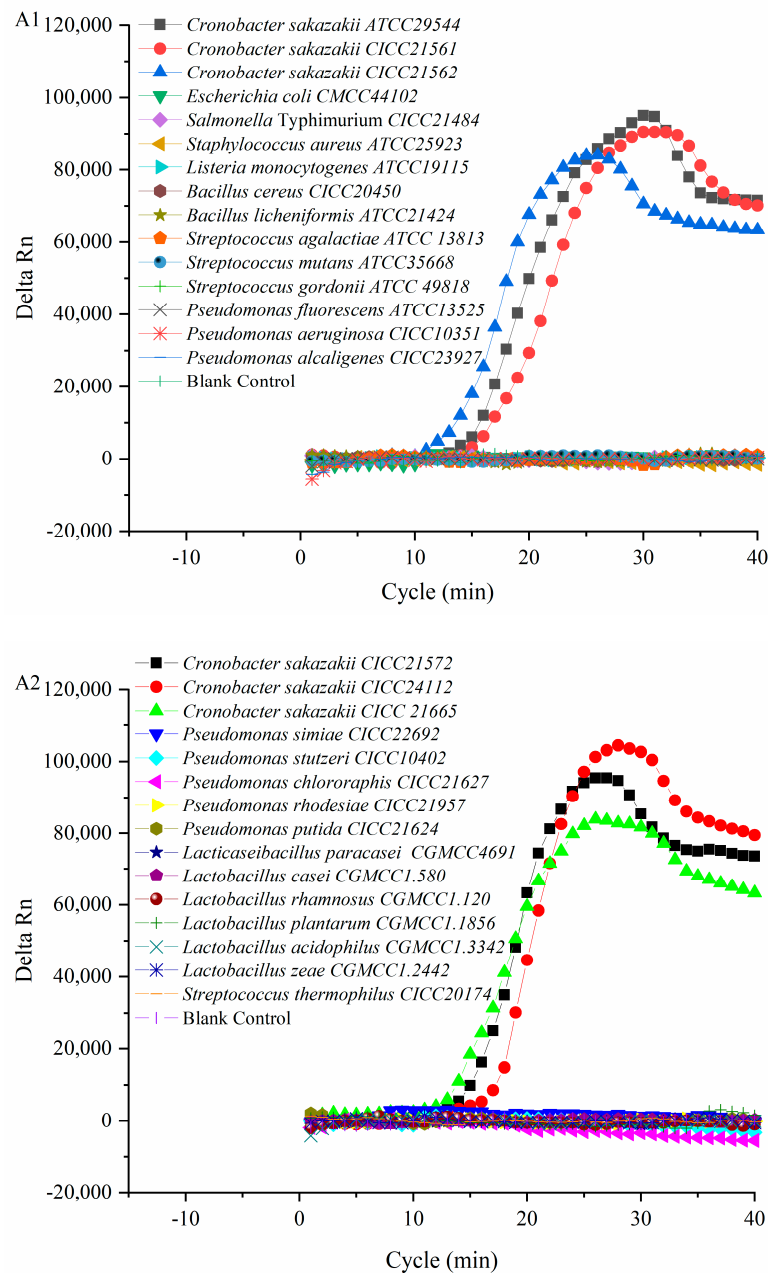 A1
120,000
100,000
80,000
60,000
40,000
20,000
0
-20,000
Delta Rn
Cronobacter sakazakii ATCC29544
Cronobacter sakazakii CICC21561
Cronobacter sakazakii CICC21562
Escherichia coli CMCC44102
Salmonella Typhimurium CICC21484
Staphylococcus aureus ATCC25923
Listeria monocytogenes ATCC19115
Bacillus cereus CICC20450
Bacillus licheniformis ATCC21424
Streptococcus agalactiae ATCC 13813
Streptococcus mutans ATCC35668
Streptococcus gordonii ATCC 49818
Pseudomonas fluorescens ATCC13525
Pseudomonas aeruginosa CICC10351
Pseudomonas alcaligenes CICC23927
Blank Control
-10 0 10 20 30 40
Cycle (min)
A2
120,000
100,000
80,000
60,000
40,000
20,000
0
-20,000
Delta Rn
Cronobacter sakazakii CICC21572
Cronobacter sakazakii CICC24112
Cronobacter sakazakii CICC 21665
Pseudomonas simiae CICC22692
Pseudomonas stutzeri CICC10402
Pseudomonas chlororaphis CICC21627
Pseudomonas rhodesiae CICC21957
Pseudomonas putida CICC21624
Lacticaseibacillus paracasei CGMCC4691
Lactobacillus casei CGMCC1.580
Lactobacillus rhamnosus CGMCC1.120
Lactobacillus plantarum CGMCC1.1856
Lactobacillus acidophilus CGMCC1.3342
Lactobacillus zeae CGMCC1.2442
Streptococcus thermophilus CICC20174
Blank Control
-10 0 10 20 30 40
Cycle (min)